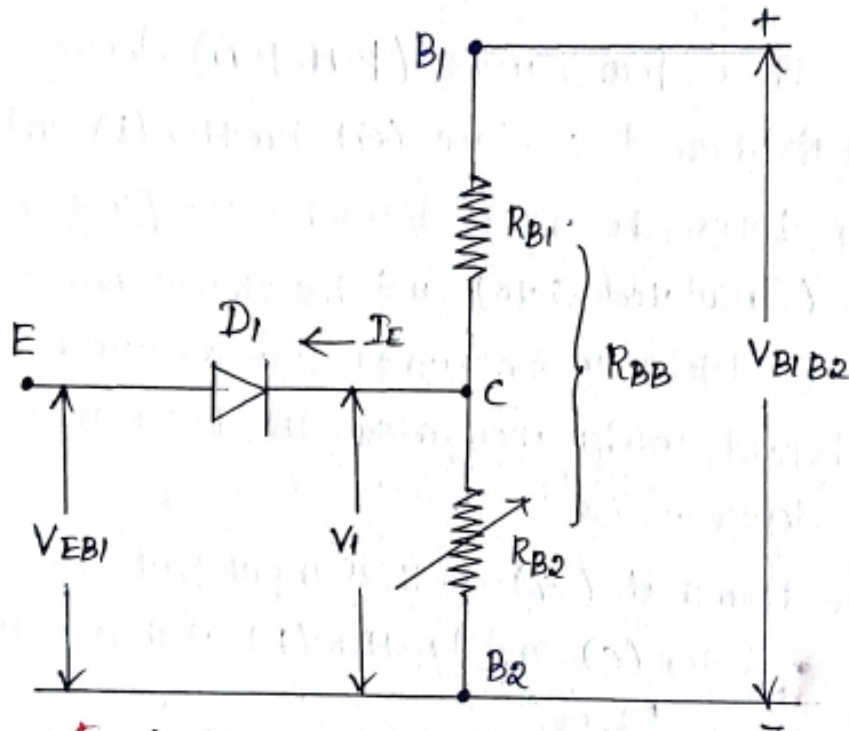 B1 +
RB1
D1 ← IE
E C RBB VB1B2
VEB1 V1 RB2
B2
-